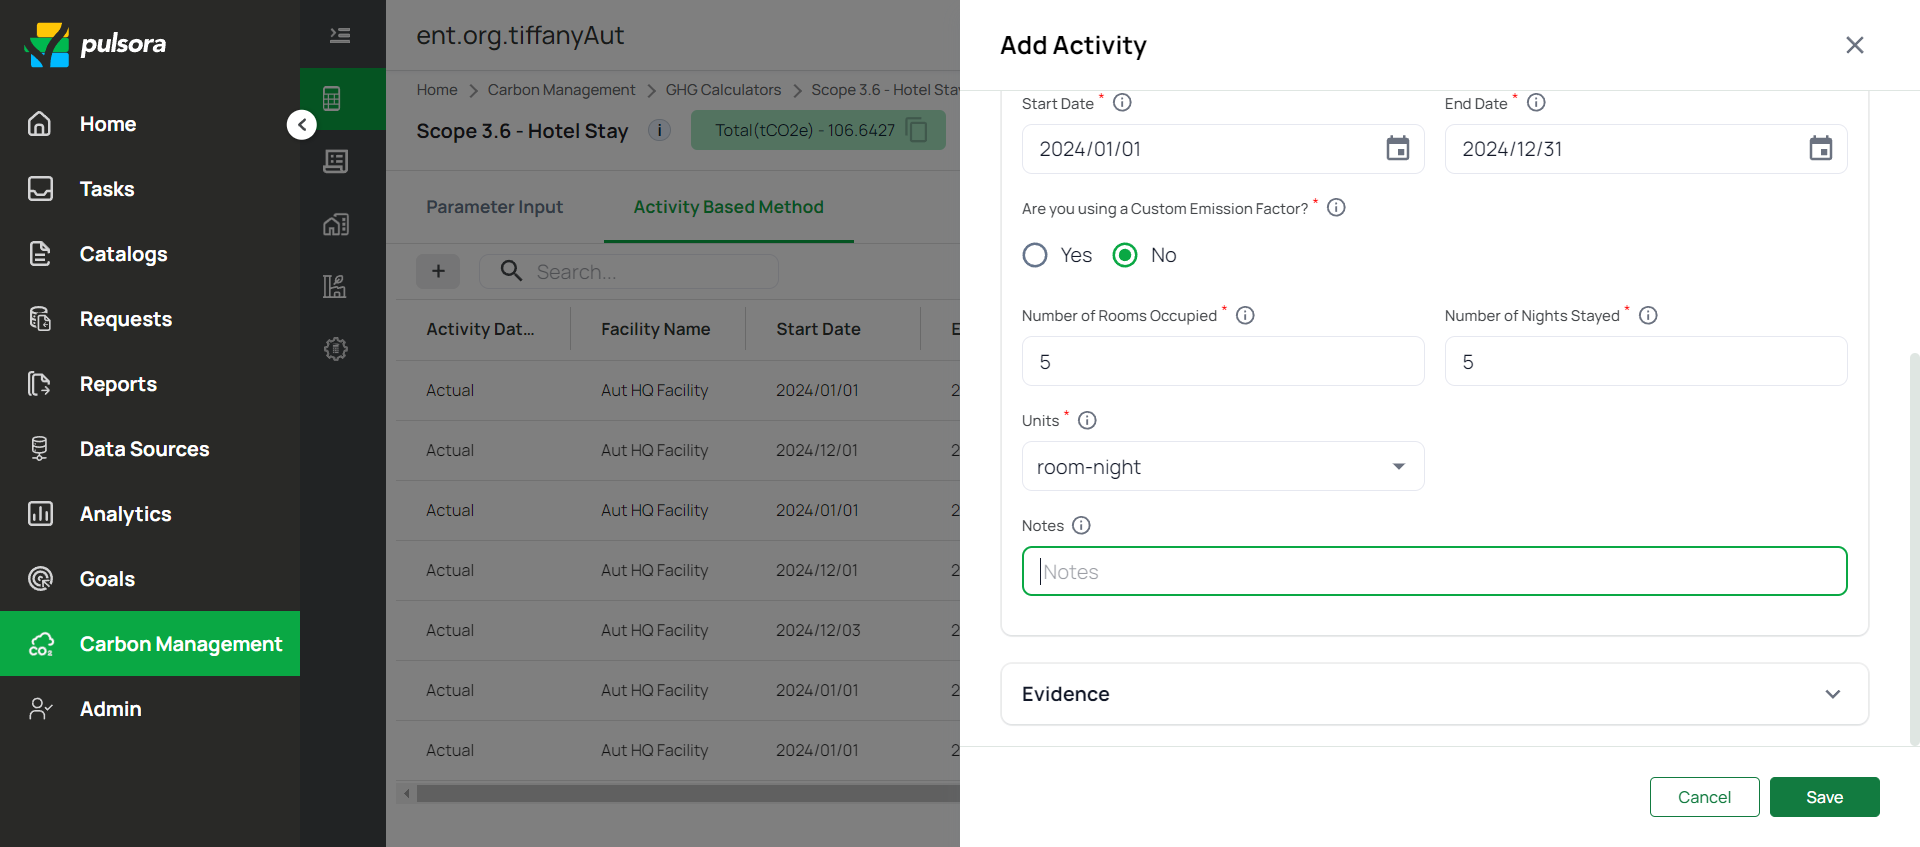 pulsora
Home
Tasks
Catalogs
Requests
Reports
Data Sources
Analytics
Goals
CO₂ Carbon Management
Admin
ent.org.tiffanyAut
Home > Carbon Management > GHG Calculators > Scope 3.6 - Hotel Stay
Scope 3.6 - Hotel Stay i Total(tCO2e) - 106.6427
Parameter Input Activity Based Method
+ Search...
Activity Dat... Facility Name Start Date E
Actual Aut HQ Facility 2024/01/01 2
Actual Aut HQ Facility 2024/12/01 2
Actual Aut HQ Facility 2024/01/01 2
Actual Aut HQ Facility 2024/12/01 2
Actual Aut HQ Facility 2024/12/03 2
Actual Aut HQ Facility 2024/01/01 2
Actual Aut HQ Facility 2024/01/01 2
Add Activity
Start Date * End Date *
2024/01/01 2024/12/31
Are you using a Custom Emission Factor? *
Yes No
Number of Rooms Occupied * Number of Nights Stayed *
5 5
Units *
room-night
Notes
Notes
Evidence
Cancel Save